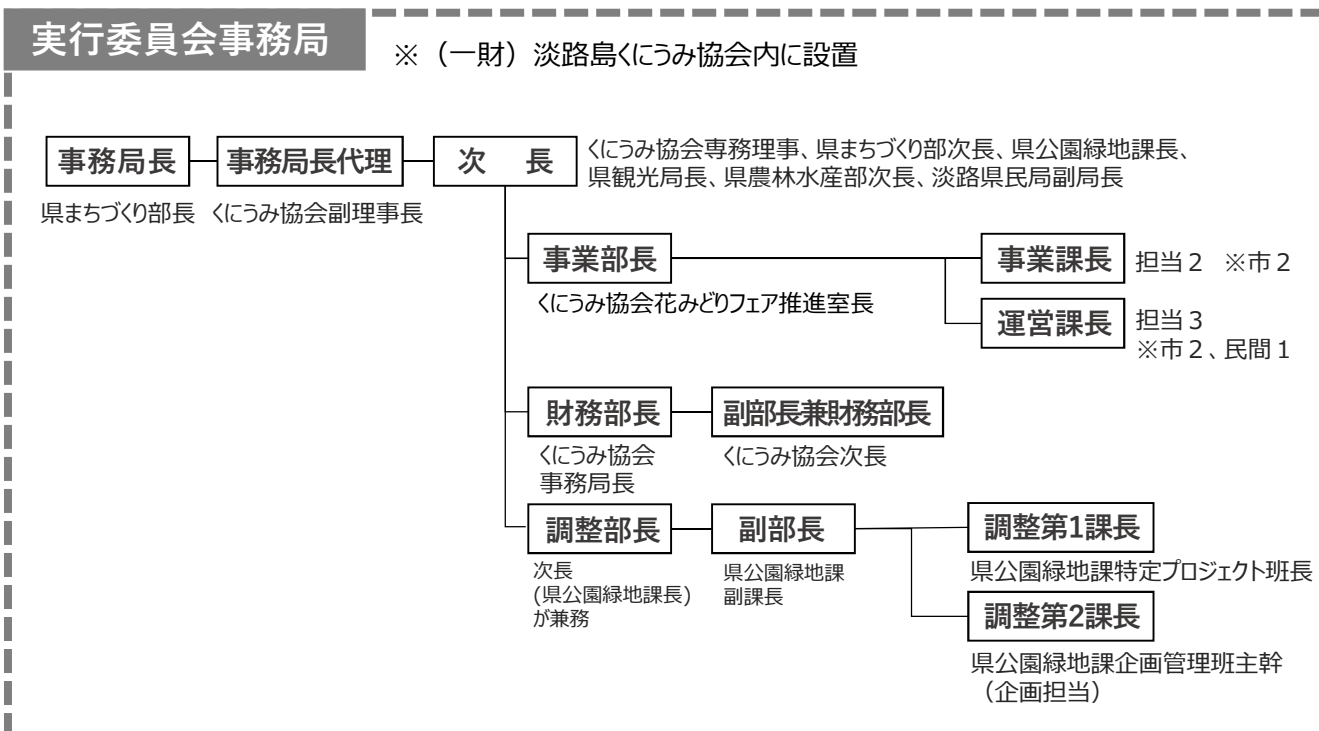 実行委員会事務局
※（一財）淡路島くにうみ協会内に設置
事務局長
事務局長代理
次　長
くにうみ協会専務理事、県まちづくり部次長、県公園緑地課長、
県観光局長、県農林水産部次長、淡路県民局副局長
県まちづくり部長
くにうみ協会副理事長
事業部長
くにうみ協会花みどりフェア推進室長
事業課長
担当２　※市２
運営課長
担当３
※市２、民間１
財務部長
くにうみ協会
事務局長
副部長兼財務部長
くにうみ協会次長
調整部長
次長
(県公園緑地課長)
が兼務
副部長
県公園緑地課
副課長
調整第1課長
県公園緑地課特定プロジェクト班長
調整第2課長
県公園緑地課企画管理班主幹
（企画担当）